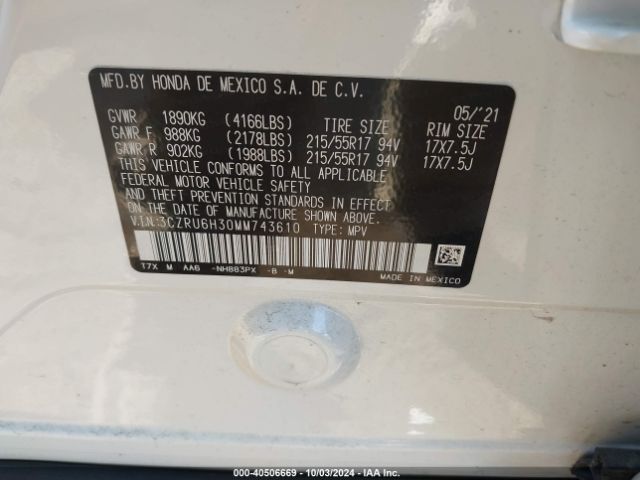 MFD.BY HONDA DE MEXICO S.A. DE C.V.
05/'21
GVWR 1890KG (4166LBS) TIRE SIZE RIM SIZE
GAWR F 988KG (2178LBS) 215/55R17 94V 17X7.5J
GAWR R 902KG (1988LBS) 215/55R17 94V 17X7.5J
THIS VEHICLE CONFORMS TO ALL APPLICABLE
FEDERAL MOTOR VEHICLE SAFETY
AND THEFT PREVENTION STANDARDS IN EFFECT
ON THE DATE OF MANUFACTURE SHOWN ABOVE.
V.I.N:3CZRU6H30MM743610 TYPE: MPV
T7X M AA6 -NH883PX -B -M MADE IN MEXICO
000-40506669 - 10/03/2024 - IAA Inc.